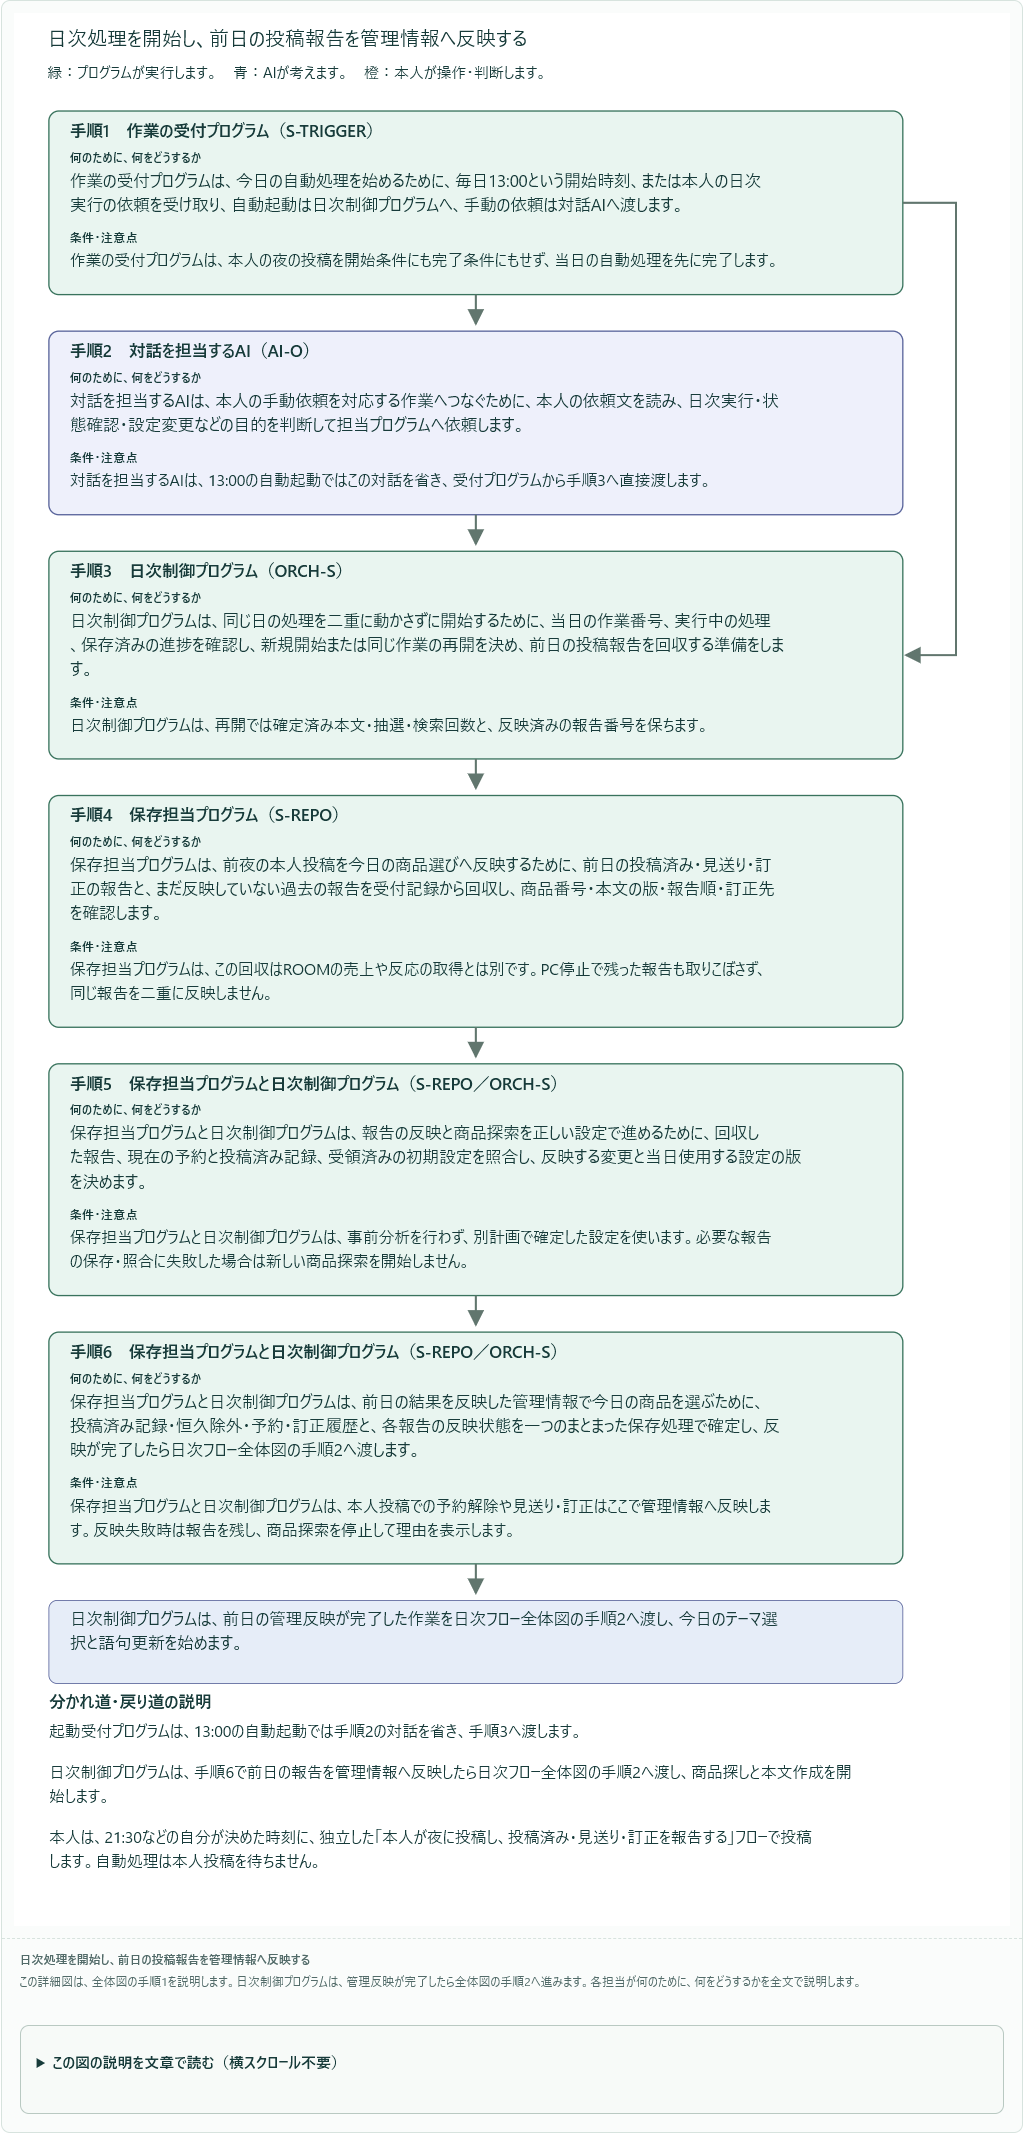 日次処理を開始し、前日の投稿報告を管理情報へ反映する
緑：プログラムが実行します。　青：AIが考えます。　橙：本人が操作・判断します。
手順1　作業の受付プログラム（S-TRIGGER）
何のために、何をどうするか
作業の受付プログラムは、今日の自動処理を始めるために、毎日13:00という開始時刻、または本人の日次
実行の依頼を受け取り、自動起動は日次制御プログラムへ、手動の依頼は対話AIへ渡します。
条件・注意点
作業の受付プログラムは、本人の夜の投稿を開始条件にも完了条件にもせず、当日の自動処理を先に完了します。
手順2　対話を担当するAI（AI-O）
何のために、何をどうするか
対話を担当するAIは、本人の手動依頼を対応する作業へつなぐために、本人の依頼文を読み、日次実行・状
態確認・設定変更などの目的を判断して担当プログラムへ依頼します。
条件・注意点
対話を担当するAIは、13:00の自動起動ではこの対話を省き、受付プログラムから手順3へ直接渡します。
手順3　日次制御プログラム（ORCH-S）
何のために、何をどうするか
日次制御プログラムは、同じ日の処理を二重に動かさずに開始するために、当日の作業番号、実行中の処理
、保存済みの進捗を確認し、新規開始または同じ作業の再開を決め、前日の投稿報告を回収する準備をしま
す。
条件・注意点
日次制御プログラムは、再開では確定済み本文・抽選・検索回数と、反映済みの報告番号を保ちます。
手順4　保存担当プログラム（S-REPO）
何のために、何をどうするか
保存担当プログラムは、前夜の本人投稿を今日の商品選びへ反映するために、前日の投稿済み・見送り・訂
正の報告と、まだ反映していない過去の報告を受付記録から回収し、商品番号・本文の版・報告順・訂正先
を確認します。
条件・注意点
保存担当プログラムは、この回収はROOMの売上や反応の取得とは別です。PC停止で残った報告も取りこぼさず、
同じ報告を二重に反映しません。
手順5　保存担当プログラムと日次制御プログラム（S-REPO／ORCH-S）
何のために、何をどうするか
保存担当プログラムと日次制御プログラムは、報告の反映と商品探索を正しい設定で進めるために、回収し
た報告、現在の予約と投稿済み記録、受領済みの初期設定を照合し、反映する変更と当日使用する設定の版
を決めます。
条件・注意点
保存担当プログラムと日次制御プログラムは、事前分析を行わず、別計画で確定した設定を使います。必要な報告
の保存・照合に失敗した場合は新しい商品探索を開始しません。
手順6　保存担当プログラムと日次制御プログラム（S-REPO／ORCH-S）
何のために、何をどうするか
保存担当プログラムと日次制御プログラムは、前日の結果を反映した管理情報で今日の商品を選ぶために、
投稿済み記録・恒久除外・予約・訂正履歴と、各報告の反映状態を一つのまとまった保存処理で確定し、反
映が完了したら日次フロー全体図の手順2へ渡します。
条件・注意点
保存担当プログラムと日次制御プログラムは、本人投稿での予約解除や見送り・訂正はここで管理情報へ反映しま
す。反映失敗時は報告を残し、商品探索を停止して理由を表示します。
日次制御プログラムは、前日の管理反映が完了した作業を日次フロー全体図の手順2へ渡し、今日のテーマ選
択と語句更新を始めます。
分かれ道・戻り道の説明
起動受付プログラムは、13:00の自動起動では手順2の対話を省き、手順3へ渡します。
日次制御プログラムは、手順6で前日の報告を管理情報へ反映したら日次フロー全体図の手順2へ渡し、商品探しと本文作成を開
始します。
本人は、21:30などの自分が決めた時刻に、独立した「本人が夜に投稿し、投稿済み・見送り・訂正を報告する」フローで投稿
します。自動処理は本人投稿を待ちません。
日次処理を開始し、前日の投稿報告を管理情報へ反映する
この詳細図は、全体図の手順1を説明します。日次制御プログラムは、管理反映が完了したら全体図の手順2へ進みます。各担当が何のために、何をどうするかを全文で説明します。
▶ この図の説明を文章で読む（横スクロール不要）